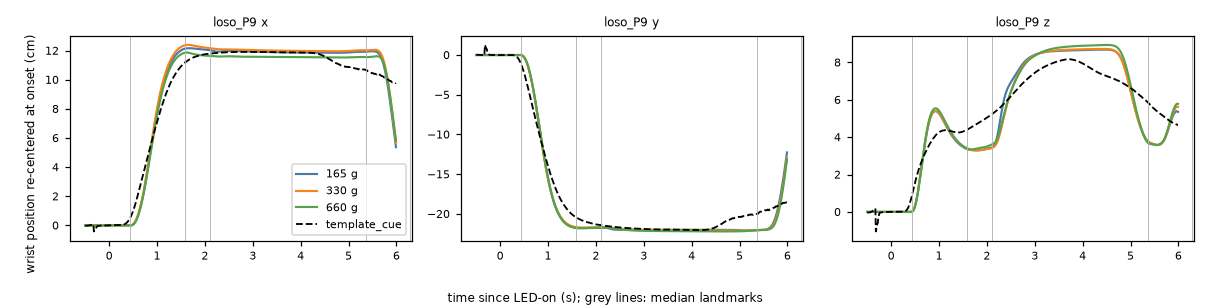 loso_P9 x
loso_P9 y
loso_P9 z
wrist position re-centered at onset (cm)
12
10
8
6
4
2
0
165 g
330 g
660 g
template_cue
0 1 2 3 4 5 6
0
−5
−10
−15
−20
0 1 2 3 4 5 6
8
6
4
2
0
0 1 2 3 4 5 6
time since LED-on (s); grey lines: median landmarks